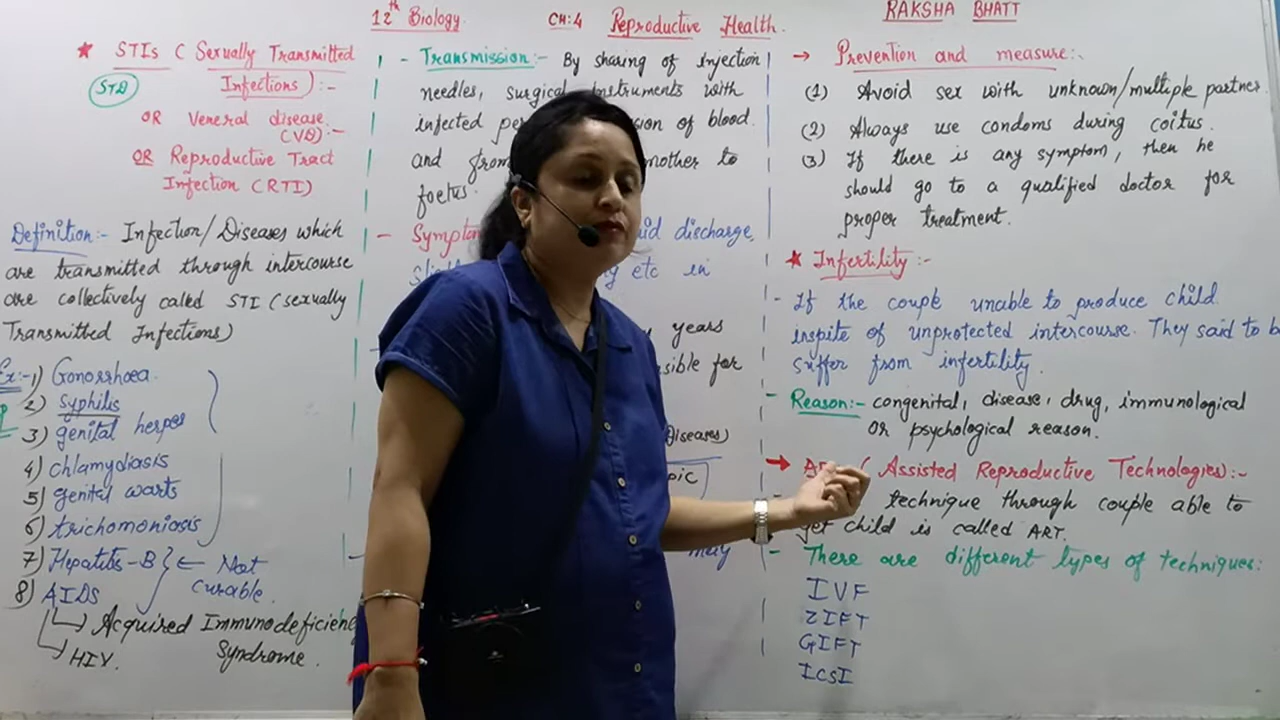 12th Biology. CH:4 Reproductive Health. RAKSHA BHATT
* STIs ( Sexually Transmitted
STD Infections) :-
OR Veneral disease.
(VD) :-
OR Reproductive Tract
Infection (RTI)
Definition:- Infection/Diseases which
are transmitted through intercourse
are collectively called STI (sexually
Transmitted Infections)
Ex:- 1) Gonorrhoea.
2) Syphilis
3) genital herpes
4) chlamydiasis
5) genital warts
6) trichomoniosis
7) Hepatitis-B } ← Not
8) AIDS curable.
→ Acquired Immunodeficiency
→ HIV. Syndrome.
- Transmission:- By sharing of injection
needles, surgical instruments with
infected of blood.
and from mother to
foetus.
- discharge,
etc in
years
for
Diseases)
may
→ Prevention and measure:-
(1) Avoid sex with unknown/multiple partner.
(2) Always use condoms during coitus.
(3) If there is any symptom, then he
should go to a qualified doctor for
proper treatment.
* Infertility :-
- If the couple unable to produce child
inspite of unprotected intercourse. They said to b
suffer from infertility.
- Reason:- congenital, disease, drug, immunological
or psychological reason.
→ ( Assisted Reproductive Technologies):-
technique through couple able to
get child is called ART.
- There are different types of techniques:
IVF
ZIFT
GIFT
ICSI